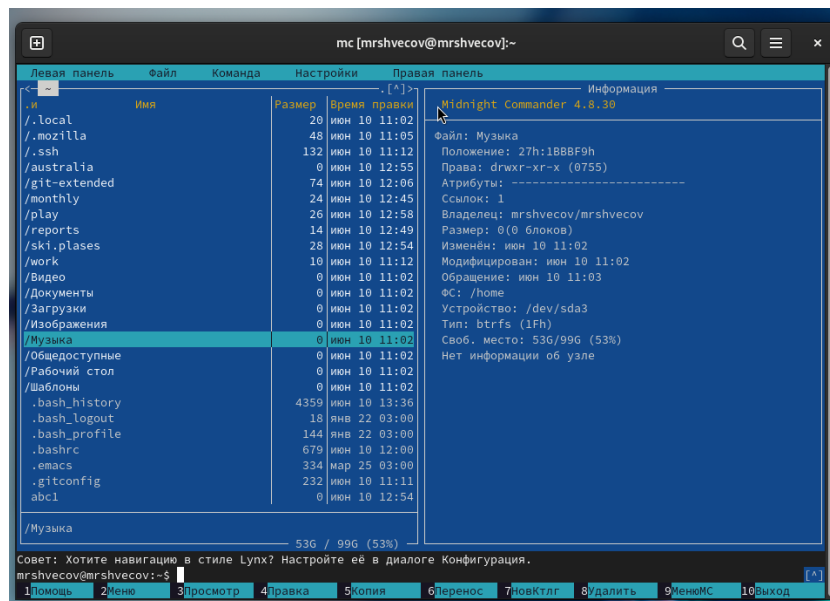 mc [mrshvecov@mrshvecov]:~
Левая панель Файл Команда Настройки Правая панель
<— ~ .[^]>
.и Имя Размер Время правки
/.local 20 июн 10 11:02
/.mozilla 48 июн 10 11:05
/.ssh 132 июн 10 11:12
/australia 0 июн 10 12:55
/git-extended 74 июн 10 12:06
/monthly 24 июн 10 12:45
/play 26 июн 10 12:58
/reports 14 июн 10 12:49
/ski.plases 28 июн 10 12:54
/work 10 июн 10 11:12
/Видео 0 июн 10 11:02
/Документы 0 июн 10 11:02
/Загрузки 0 июн 10 11:02
/Изображения 0 июн 10 11:02
/Музыка 0 июн 10 11:02
/Общедоступные 0 июн 10 11:02
/Рабочий стол 0 июн 10 11:02
/Шаблоны 0 июн 10 11:02
.bash_history 4359 июн 10 13:36
.bash_logout 18 янв 22 03:00
.bash_profile 144 янв 22 03:00
.bashrc 679 июн 10 12:00
.emacs 334 мар 25 03:00
.gitconfig 232 июн 10 11:11
abc1 0 июн 10 12:54
/Музыка
53G / 99G (53%)
Информация
Midnight Commander 4.8.30
Файл: Музыка
Положение: 27h:1BBBF9h
Права: drwxr-xr-x (0755)
Атрибуты: --------------------------
Ссылок: 1
Владелец: mrshvecov/mrshvecov
Размер: 0(0 блоков)
Изменён: июн 10 11:02
Модифицирован: июн 10 11:02
Обращение: июн 10 11:03
ФС: /home
Устройство: /dev/sda3
Тип: btrfs (1Fh)
Своб. место: 53G/99G (53%)
Нет информации об узле
Совет: Хотите навигацию в стиле Lynx? Настройте её в диалоге Конфигурация.
mrshvecov@mrshvecov:~$ [^]
1Помощь 2Меню 3Просмотр 4Правка 5Копия 6Перенос 7НовКтлг 8Удалить 9МенюМС 10Выход